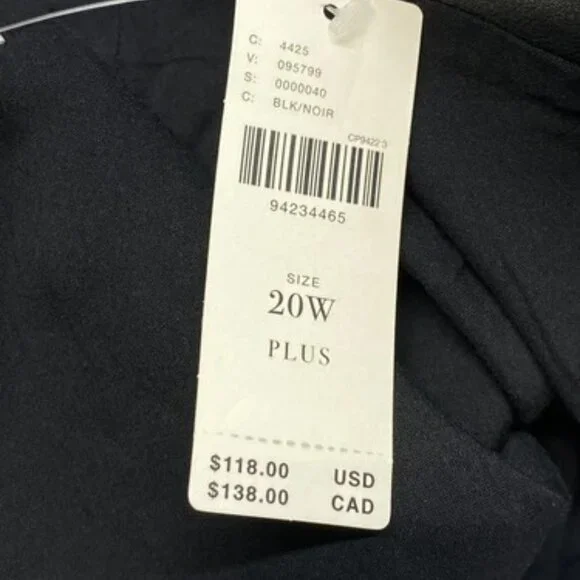 C: 4425
V: 095799
S: 0000040
C: BLK/NOIR
CP9422 3
94234465
SIZE
20W
PLUS
$118.00 USD
$138.00 CAD